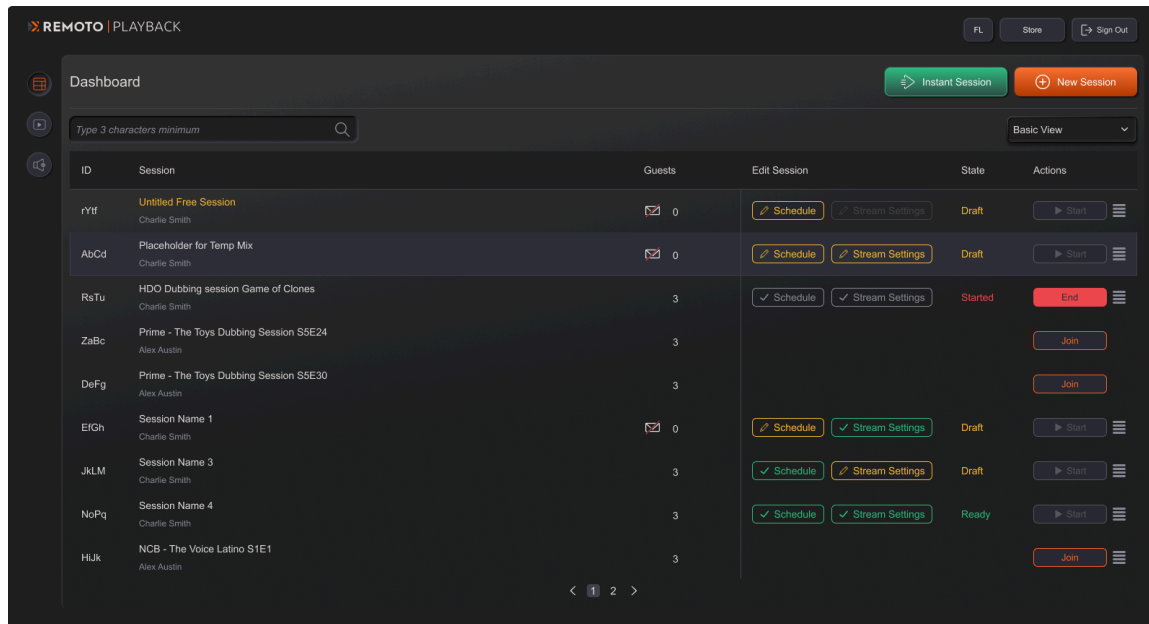 REMOTO | PLAYBACK
FL
Store
Sign Out
Dashboard
Instant Session
New Session
Type 3 characters minimum
Basic View
ID Session Guests Edit Session State Actions
rYtf Untitled Free Session 0 Schedule Stream Settings Draft Start
Charlie Smith
AbCd Placeholder for Temp Mix 0 Schedule Stream Settings Draft Start
Charlie Smith
RsTu HDO Dubbing session Game of Clones 3 Schedule Stream Settings Started End
Charlie Smith
ZaBc Prime - The Toys Dubbing Session S5E24 3 Join
Alex Austin
DeFg Prime - The Toys Dubbing Session S5E30 3 Join
Alex Austin
EfGh Session Name 1 0 Schedule Stream Settings Draft Start
Charlie Smith
JkLM Session Name 3 3 Schedule Stream Settings Draft Start
Charlie Smith
NoPq Session Name 4 3 Schedule Stream Settings Ready Start
Charlie Smith
HiJk NCB - The Voice Latino S1E1 3 Join
Alex Austin
< 1 2 >